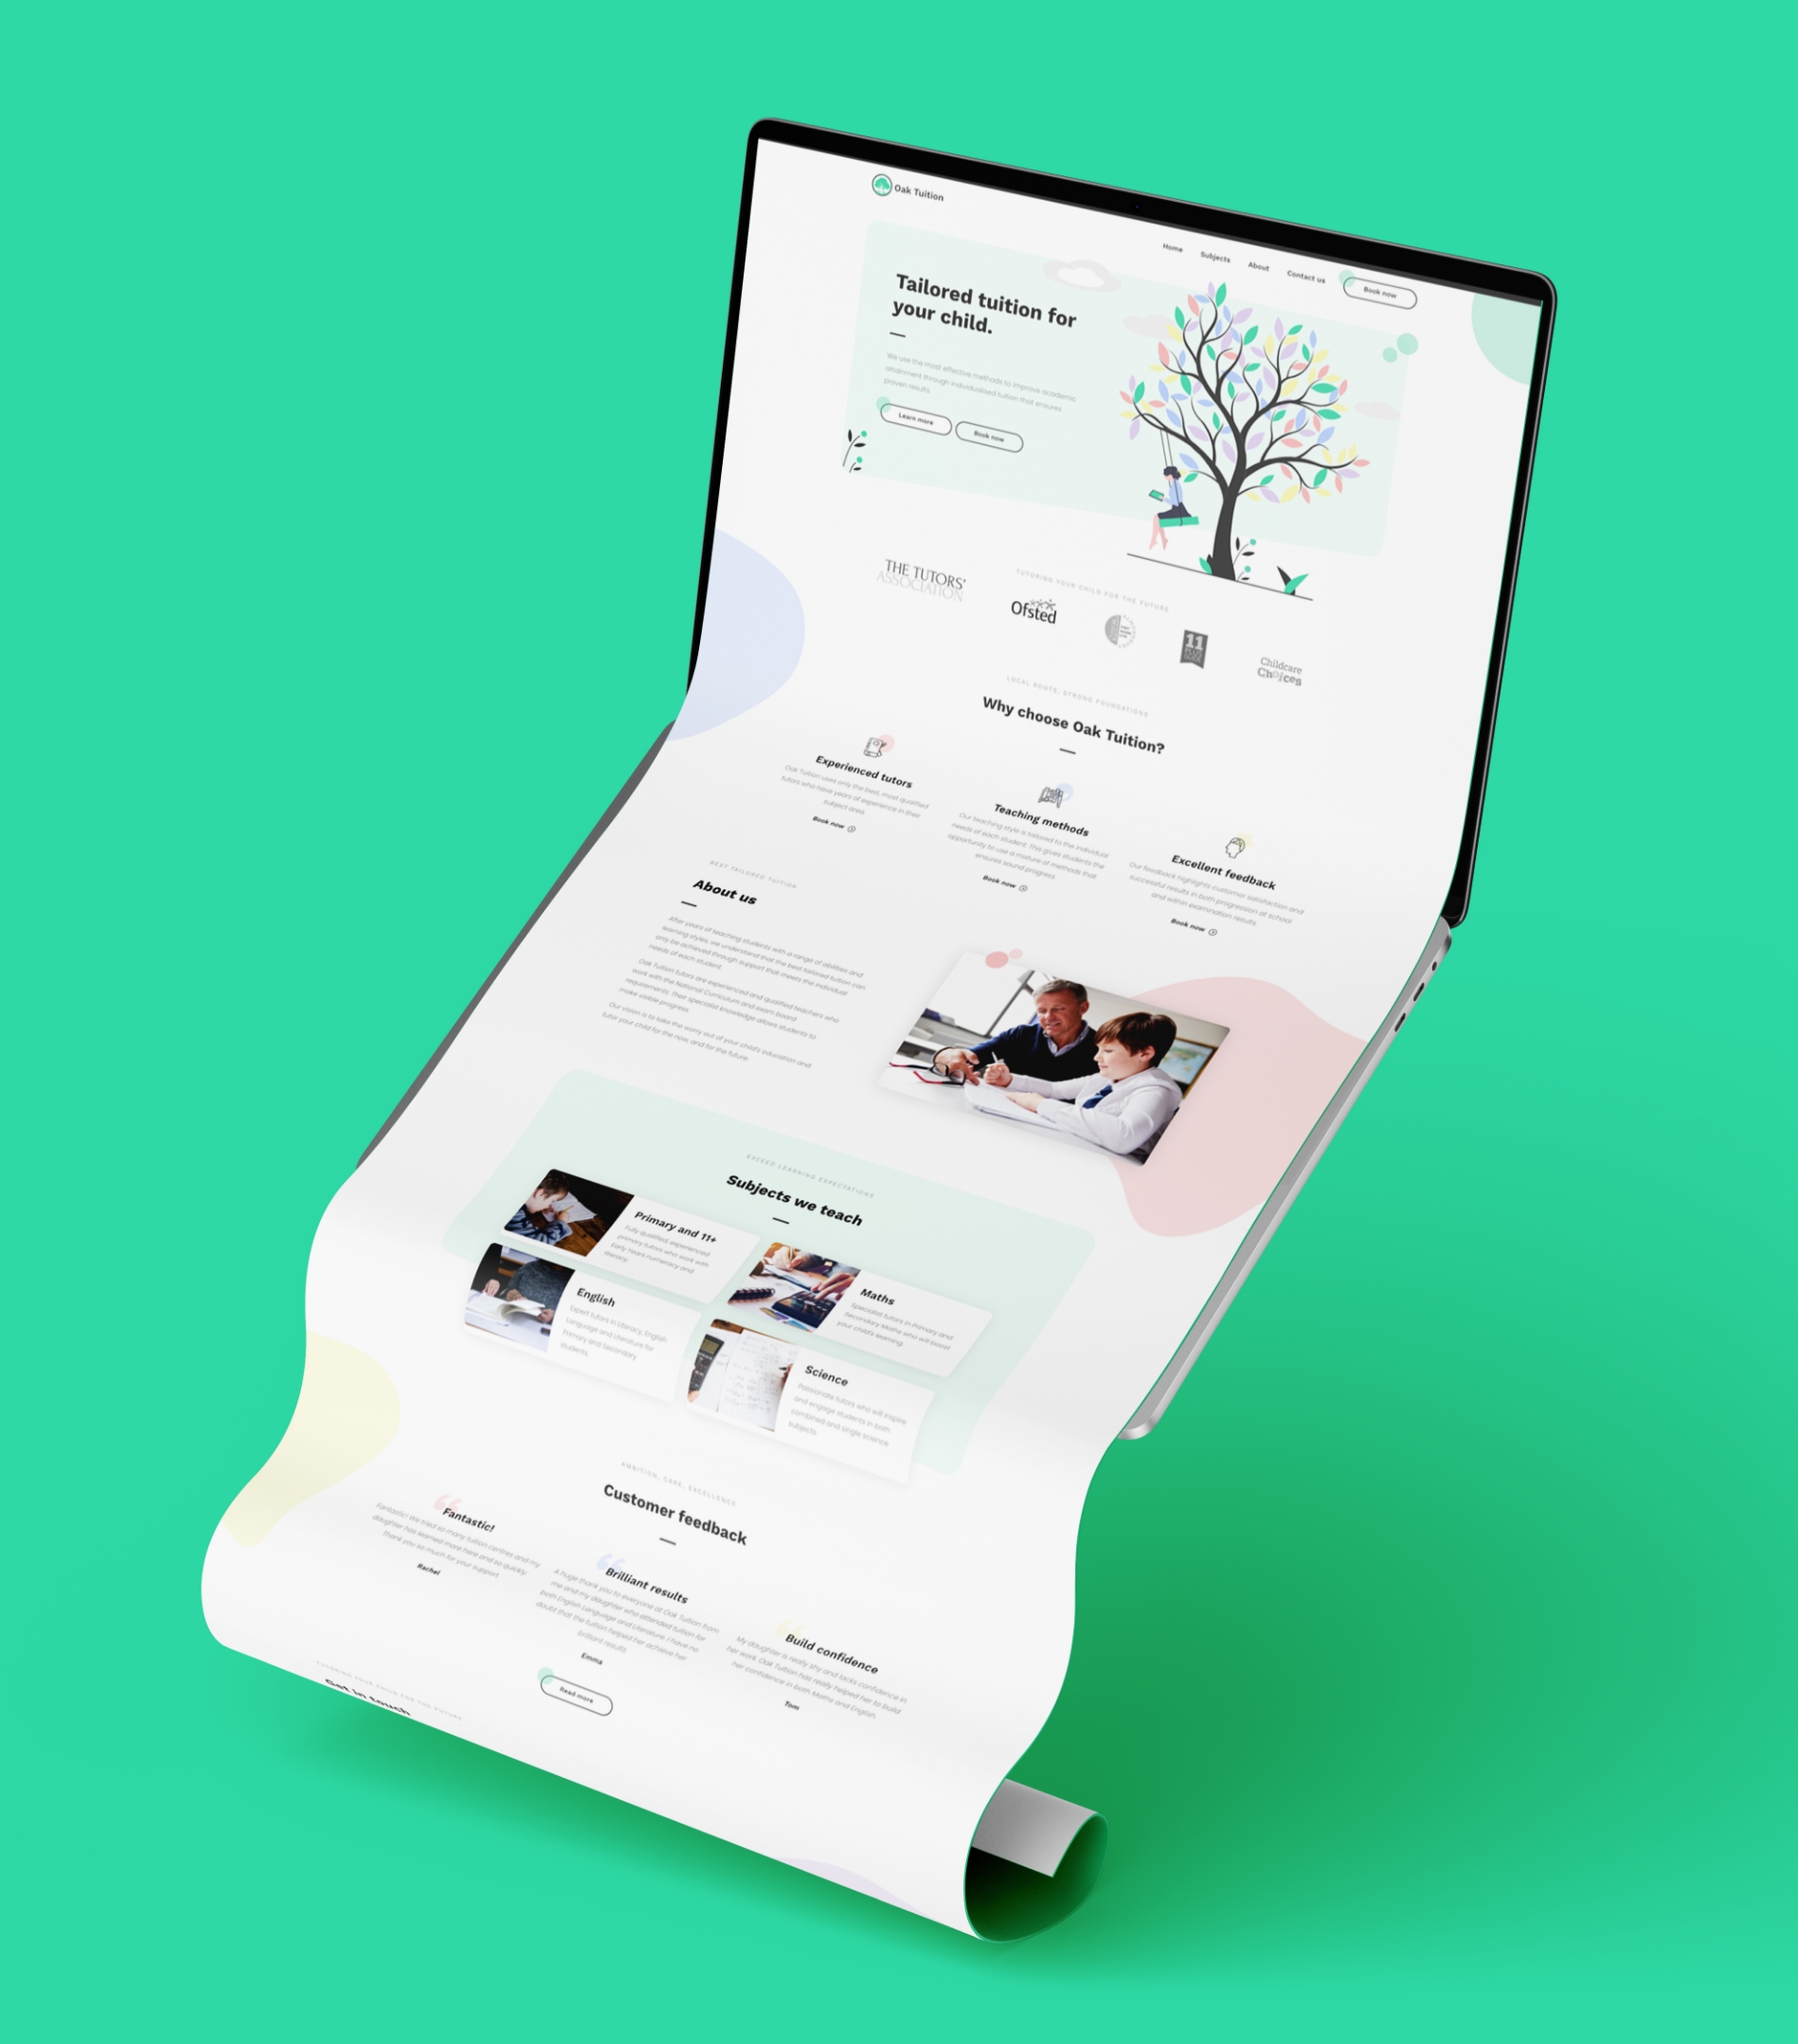 Oak Tuition
Home
Subjects
About
Contact us
Book now
Tailored tuition for
your child.
We use the most effective methods to improve academic
attainment through individualised tuition that ensures
proven results.
Learn more
Book now
TUTORING YOUR CHILD FOR THE FUTURE
THE TUTORS'
ASSOCIATION
Ofsted
11
PLUS
Childcare
Choices
LOCAL ROOTS, STRONG FOUNDATIONS
Why choose Oak Tuition?
Experienced tutors
Oak Tuition uses only the best, most qualified
tutors who have years of experience in their
subject area.
Book now
Teaching methods
Our teaching style is tailored to the individual
needs of each student. This gives students the
opportunity to use a mixture of methods that
ensures sound progress.
Book now
Excellent feedback
Our feedback highlights customer satisfaction and
successful results in both progression at school
and within examination results.
Book now
BEST TAILORED TUITION
About us
After years of teaching students with a range of abilities and
learning styles, we understand that the best tailored tuition can
only be achieved through support that meets the individual
needs of each student.
Oak Tuition tutors are experienced and qualified teachers who
work with the National Curriculum and exam board
requirements. Their specialist knowledge allows students to
make visible progress.
Our vision is to take the worry out of your child's education and
tutor your child for the now, and for the future.
EXCEED LEARNING EXPECTATIONS
Subjects we teach
Primary and 11+
Fully qualified, experienced
primary tutors who work with
Early Years numeracy and
literacy.
Maths
Specialist tutors in Primary and
Secondary Maths who will boost
your child's learning.
English
Expert tutors in Literacy, English
Language and Literature for
Primary and Secondary
students.
Science
Passionate tutors who will inspire
and engage students in both
combined and single science
subjects.
AMBITION, CARE, EXCELLENCE
Customer feedback
Fantastic!
Fantastic! We tried so many tuition centres and my
daughter has learned more here and so quickly.
Thank you so much for your support.
Rachel
Brilliant results
A huge thank you to everyone at Oak Tuition from
me and my daughter who attended tuition for
both English Language and Literature. I have no
doubt that the tuition helped her achieve her
brilliant results.
Emma
Build confidence
My daughter is really shy and lacks confidence in
her work. Oak Tuition has really helped her to build
her confidence in both Maths and English.
Tom
Read more
TUTORING YOUR CHILD FOR THE FUTURE
Get in touch